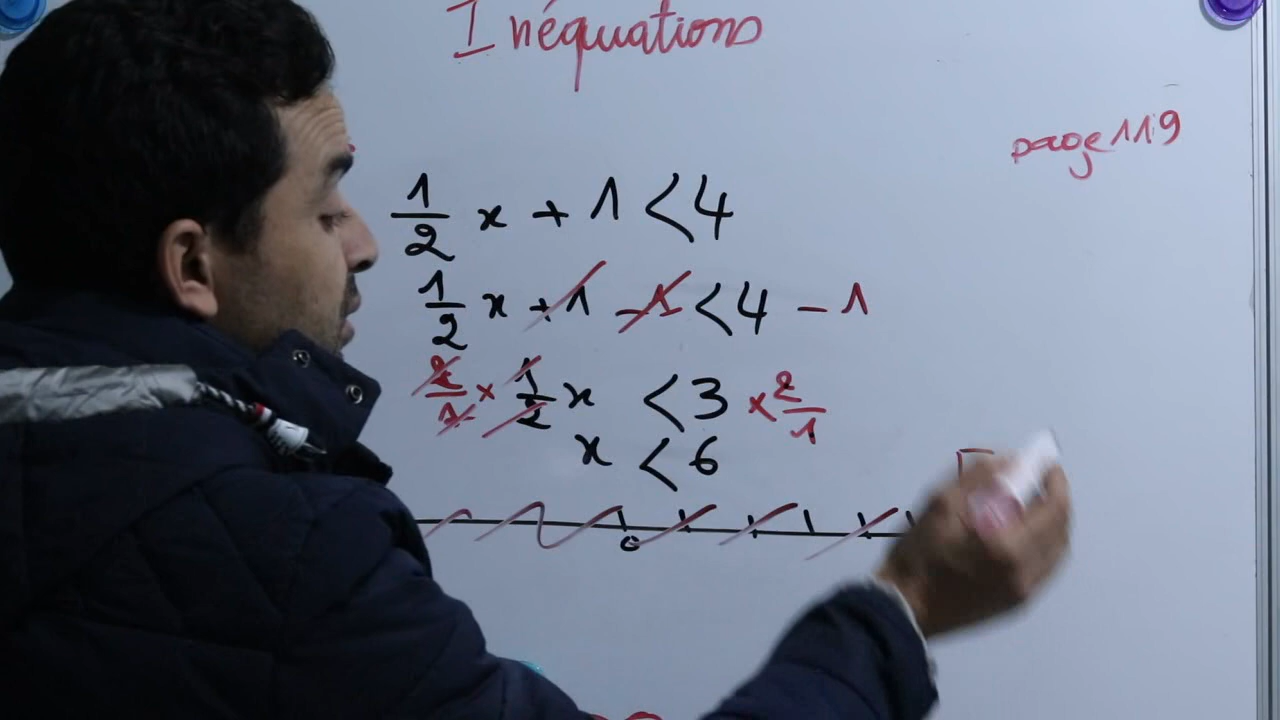 Inéquations
page 119
1/2 x + 1 < 4
1/2 x + 1 - 1 < 4 - 1
2/1 × 1/2 x < 3 × 2/1
x < 6
0